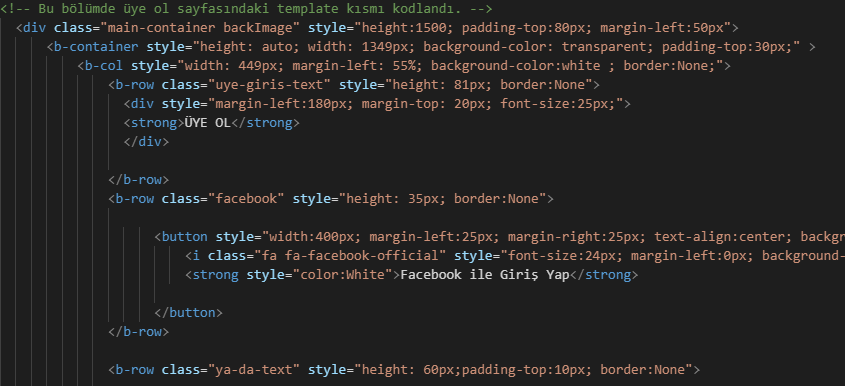 <!-- Bu bölümde üye ol sayfasındaki template kısmı kodlandı. -->
<div class="main-container backImage" style="height:1500; padding-top:80px; margin-left:50px">
<b-container style="height: auto; width: 1349px; background-color: transparent; padding-top:30px;" >
<b-col style="width: 449px; margin-left: 55%; background-color:white ; border:None;">
<b-row class="uye-giris-text" style="height: 81px; border:None">
<div style="margin-left:180px; margin-top: 20px; font-size:25px;">
<strong>ÜYE OL</strong>
</div>
</b-row>
<b-row class="facebook" style="height: 35px; border:None">
<button style="width:400px; margin-left:25px; margin-right:25px; text-align:center; backgr
<i class="fa fa-facebook-official" style="font-size:24px; margin-left:0px; background-
<strong style="color:White">Facebook ile Giriş Yap</strong>
</button>
</b-row>
<b-row class="ya-da-text" style="height: 60px;padding-top:10px; border:None">